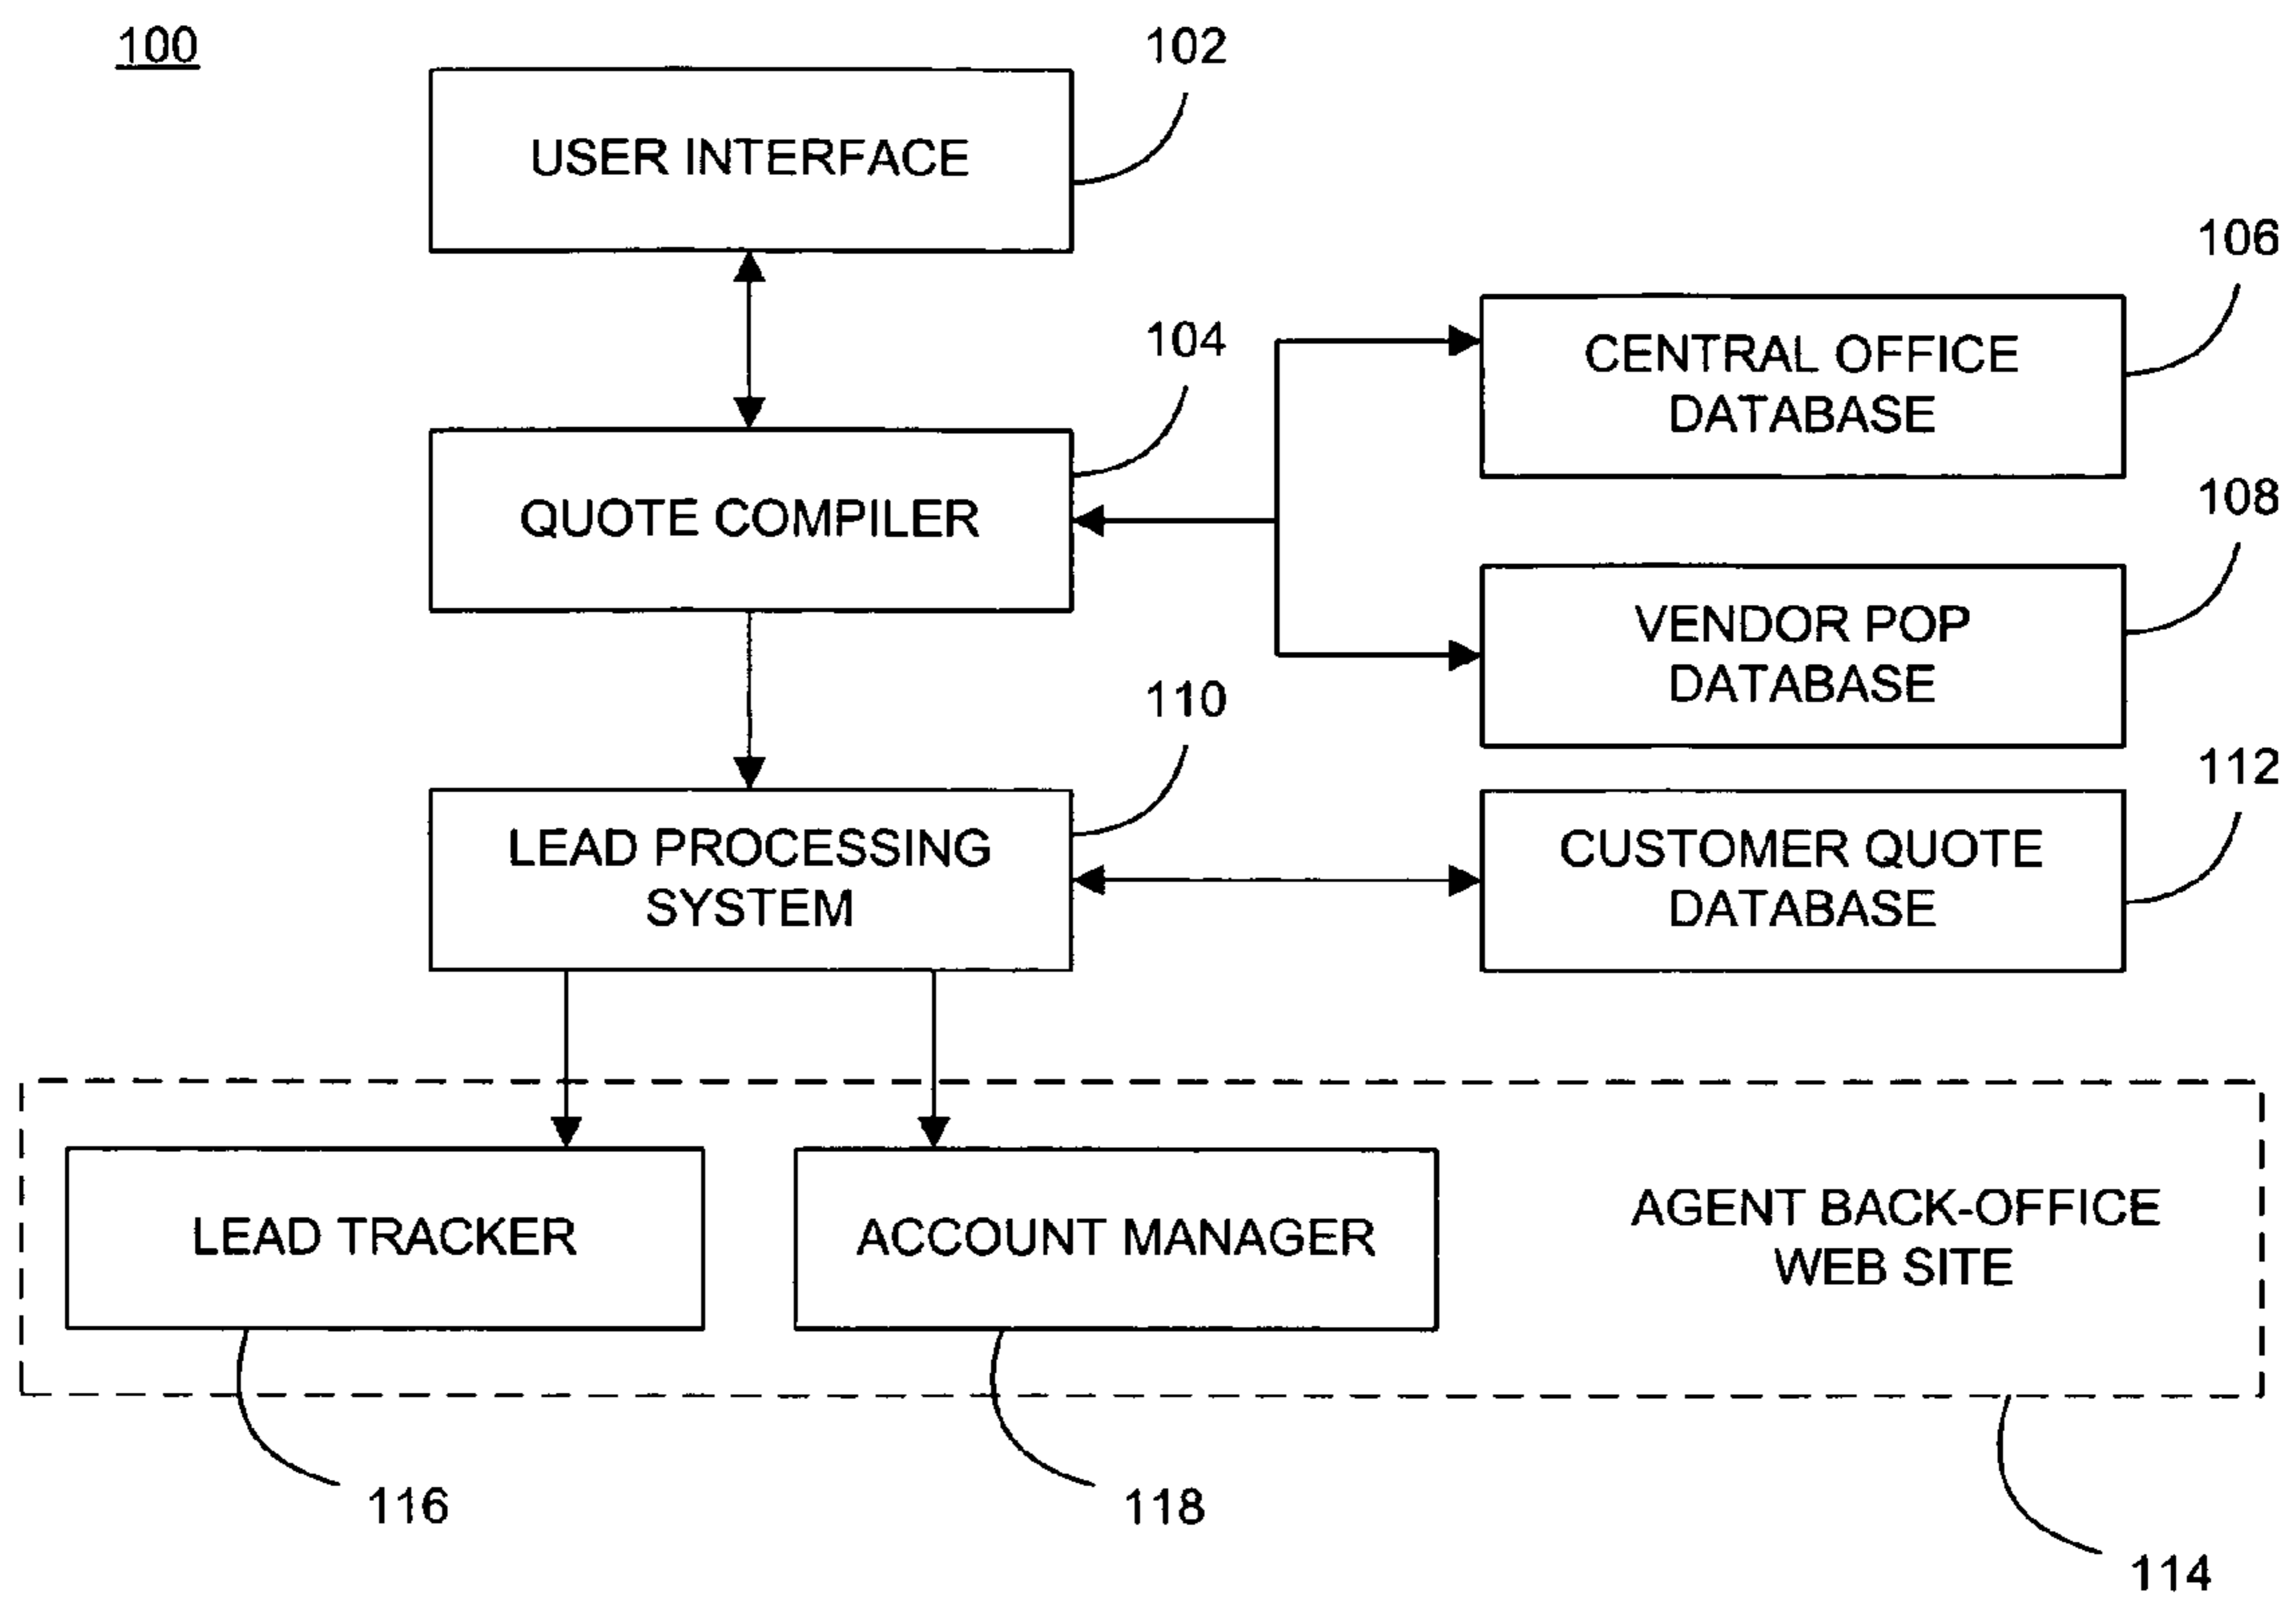 100
102
USER INTERFACE
106
104
CENTRAL OFFICE
DATABASE
QUOTE COMPILER
108
VENDOR POP
DATABASE
110
112
LEAD PROCESSING
SYSTEM
CUSTOMER QUOTE
DATABASE
LEAD TRACKER
ACCOUNT MANAGER
AGENT BACK-OFFICE
WEB SITE
116
118
114